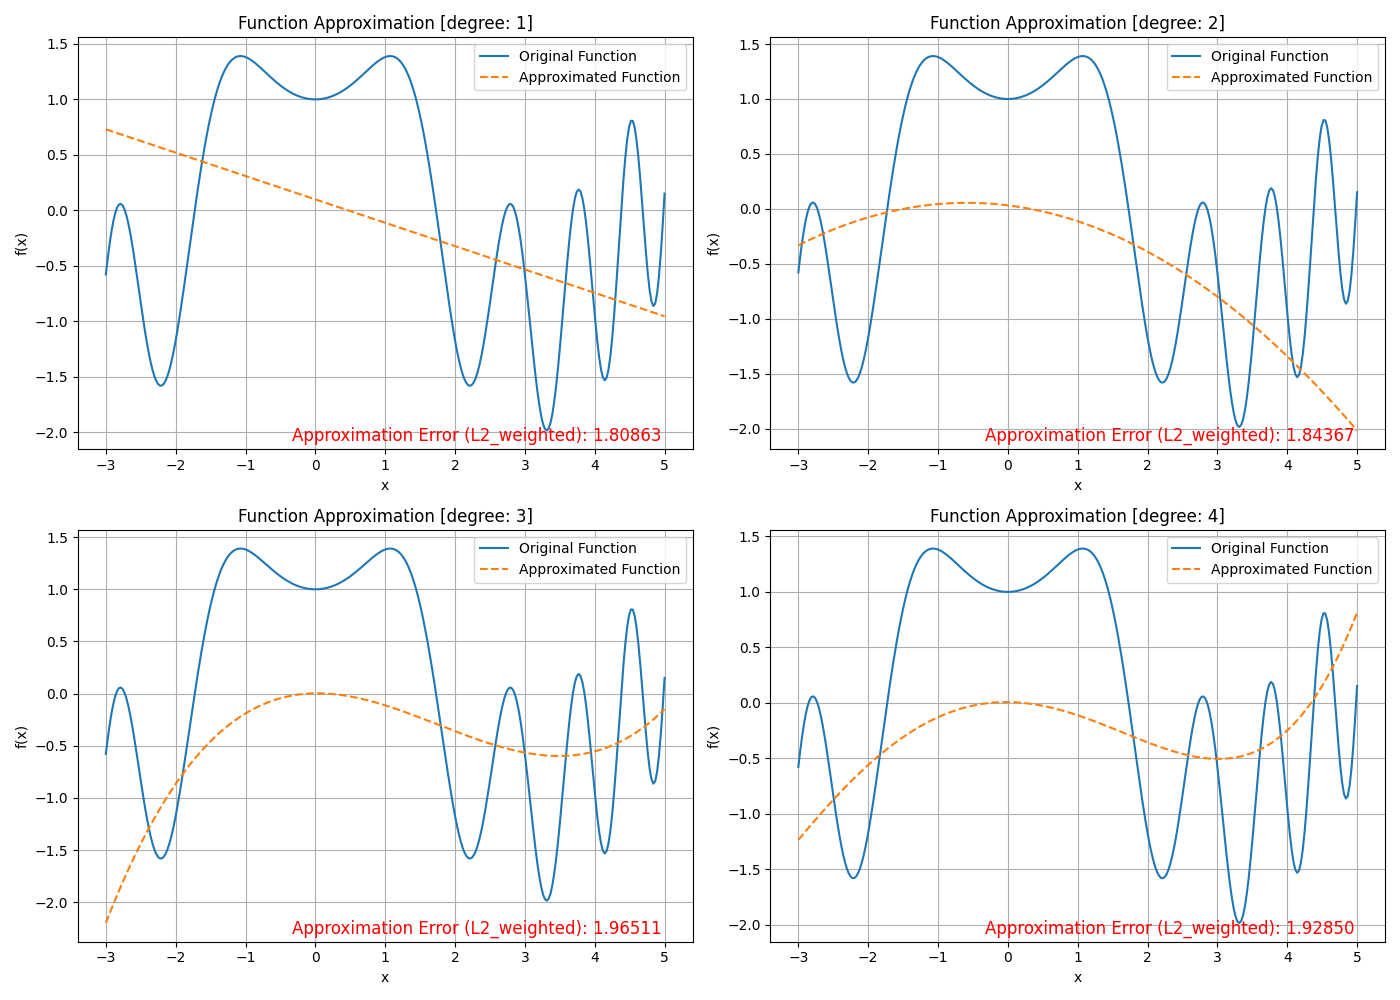 Function Approximation [degree: 1]
1.5
1.0
0.5
0.0
−0.5
−1.0
−1.5
−2.0
f(x)
Original Function
Approximated Function
Approximation Error (L2_weighted): 1.80863
−3
−2
−1
0
1
2
3
4
5
x
Function Approximation [degree: 2]
1.5
1.0
0.5
0.0
−0.5
−1.0
−1.5
−2.0
f(x)
Original Function
Approximated Function
Approximation Error (L2_weighted): 1.84367
−3
−2
−1
0
1
2
3
4
5
x
Function Approximation [degree: 3]
1.5
1.0
0.5
0.0
−0.5
−1.0
−1.5
−2.0
f(x)
Original Function
Approximated Function
Approximation Error (L2_weighted): 1.96511
−3
−2
−1
0
1
2
3
4
5
x
Function Approximation [degree: 4]
1.5
1.0
0.5
0.0
−0.5
−1.0
−1.5
−2.0
f(x)
Original Function
Approximated Function
Approximation Error (L2_weighted): 1.92850
−3
−2
−1
0
1
2
3
4
5
x